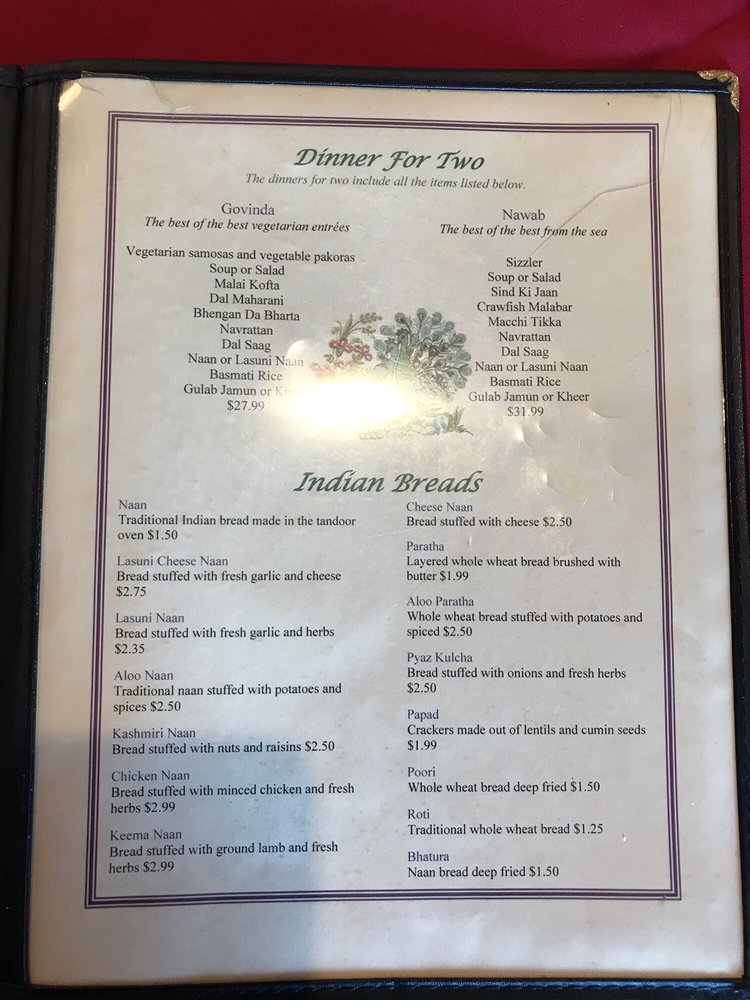 Dinner For Two
The dinners for two include all the items listed below.
Govinda
The best of the best vegetarian entrées
Vegetarian samosas and vegetable pakoras
Soup or Salad
Malai Kofta
Dal Maharani
Bhengan Da Bharta
Navrattan
Dal Saag
Naan or Lasuni Naan
Basmati Rice
Gulab Jamun or
$27.99
Nawab
The best of the best from the sea
Sizzler
Soup or Salad
Sind Ki Jaan
Crawfish Malabar
Macchi Tikka
Navrattan
Dal Saag
Naan or Lasuni Naan
Basmati Rice
Gulab Jamun or Kheer
$31.99
Indian Breads
Naan
Traditional Indian bread made in the tandoor
oven $1.50
Lasuni Cheese Naan
Bread stuffed with fresh garlic and cheese
$2.75
Lasuni Naan
Bread stuffed with fresh garlic and herbs
$2.35
Aloo Naan
Traditional naan stuffed with potatoes and
spices $2.50
Kashmiri Naan
Bread stuffed with nuts and raisins $2.50
Chicken Naan
Bread stuffed with minced chicken and fresh
herbs $2.99
Keema Naan
Bread stuffed with ground lamb and fresh
herbs $2.99
Cheese Naan
Bread stuffed with cheese $2.50
Paratha
Layered whole wheat bread brushed with
butter $1.99
Aloo Paratha
Whole wheat bread stuffed with potatoes and
spiced $2.50
Pyaz Kulcha
Bread stuffed with onions and fresh herbs
$2.50
Papad
Crackers made out of lentils and cumin seeds
$1.99
Poori
Whole wheat bread deep fried $1.50
Roti
Traditional whole wheat bread $1.25
Bhatura
Naan bread deep fried $1.50